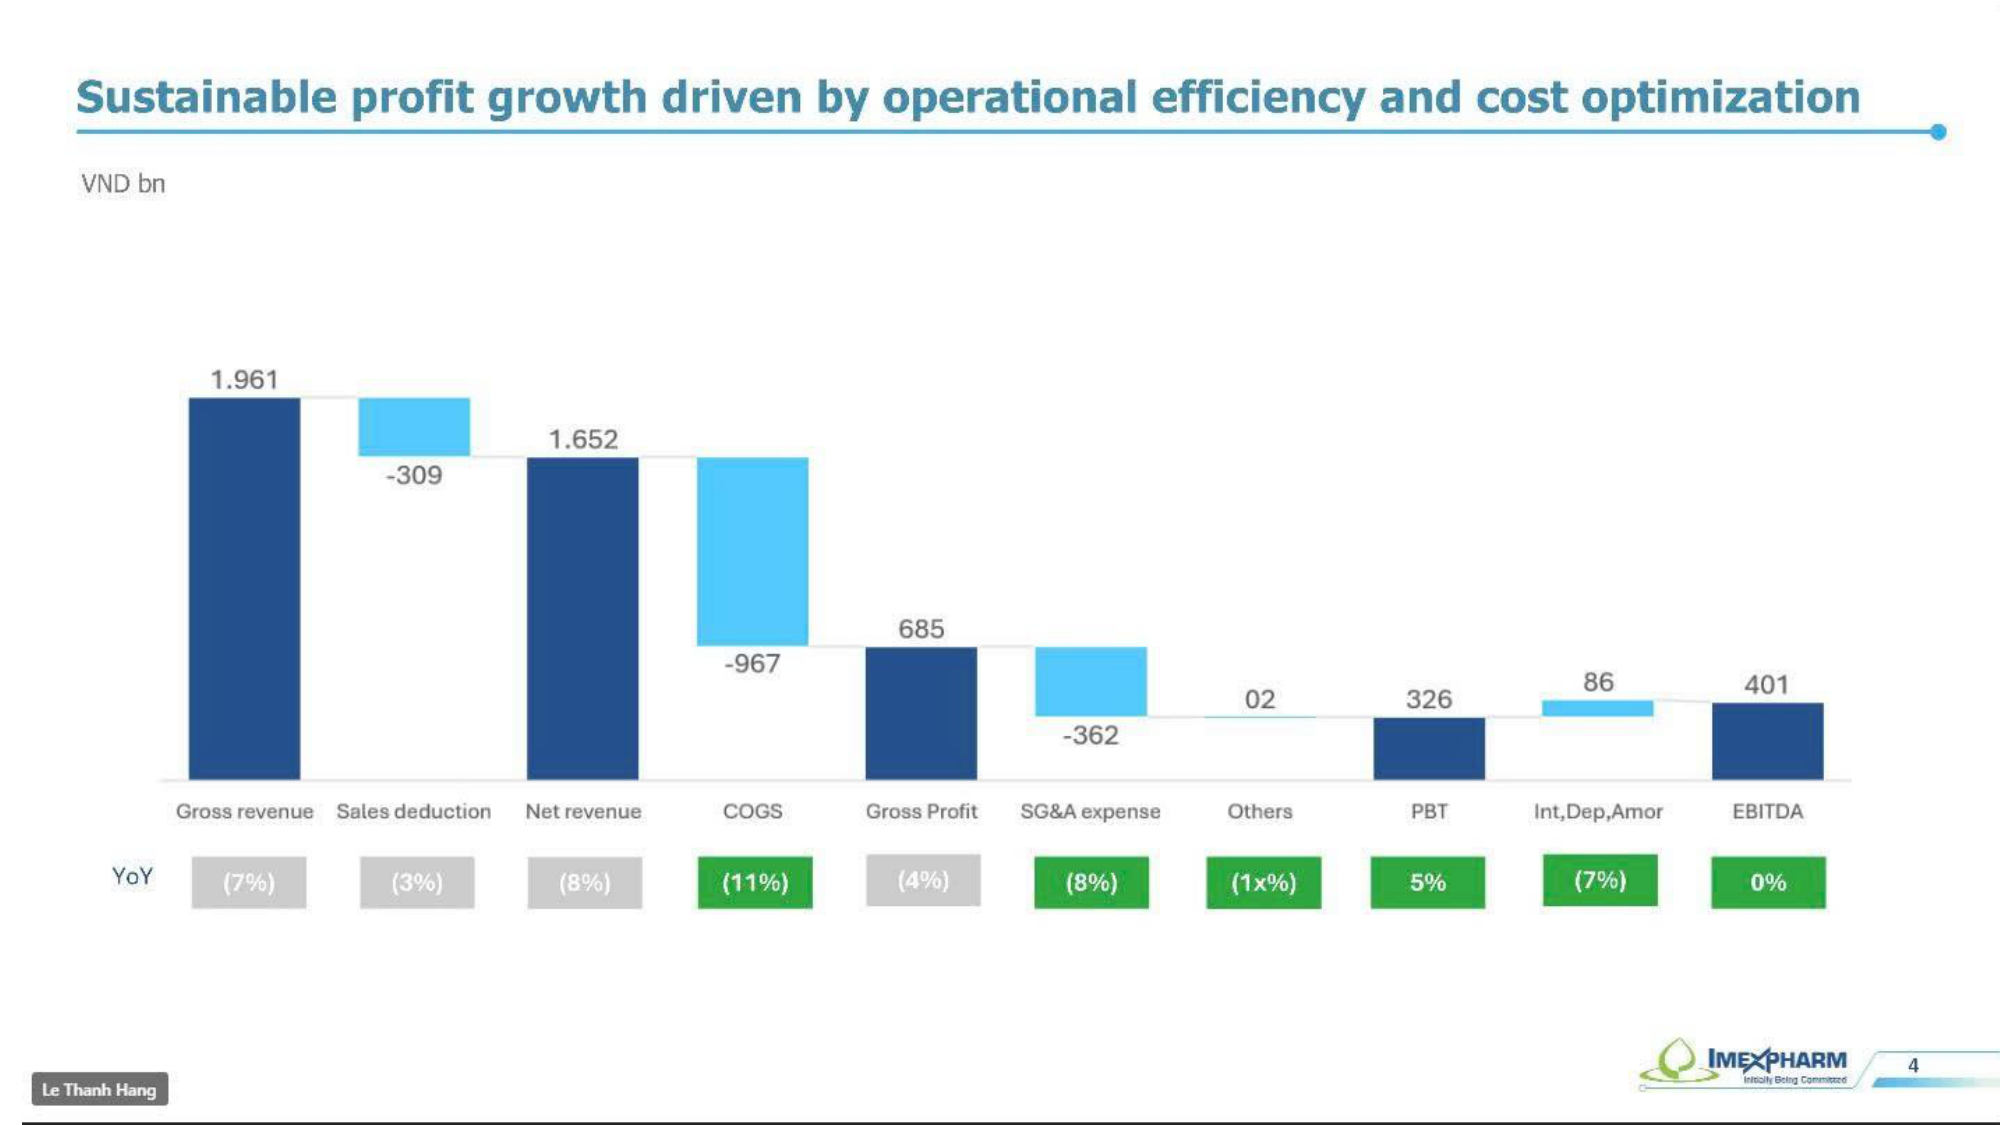 Sustainable profit growth driven by operational efficiency and cost optimization
VND bn
1.961
-309
1.652
-967
685
-362
02
326
86
401
Gross revenue Sales deduction Net revenue COGS Gross Profit SG&A expense Others PBT Int,Dep,Amor EBITDA
YoY (7%) (3%) (8%) (11%) (4%) (8%) (1x%) 5% (7%) 0%
IMEXPHARM
Initially Being Committed
4
Le Thanh Hang